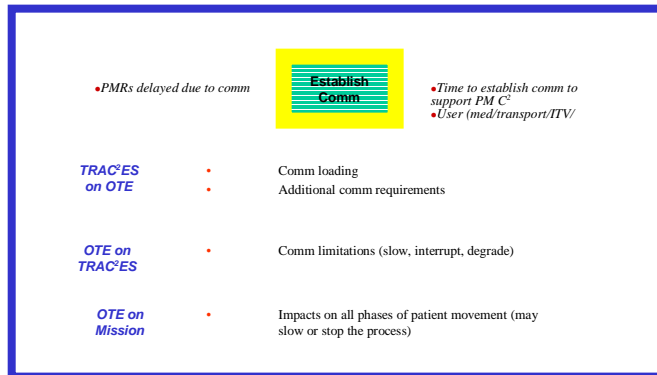 •PMRs delayed due to comm
Establish
Comm
•Time to establish comm to
support PM C²
•User (med/transport/ITV/
TRAC²ES
on OTE
• Comm loading
• Additional comm requirements
OTE on
TRAC²ES
• Comm limitations (slow, interrupt, degrade)
OTE on
Mission
• Impacts on all phases of patient movement (may
slow or stop the process)